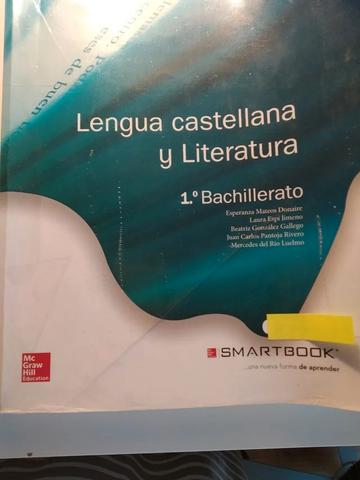 Lengua castellana
y Literatura
1.º Bachillerato
Esperanza Mateos Donaire
Laura Espí Jimeno
Beatriz González Gallego
Juan Carlos Pantoja Rivero
Mercedes del Río Luelmo
Mc
Graw
Hill
Education
SMARTBOOK
...una nueva forma de aprender